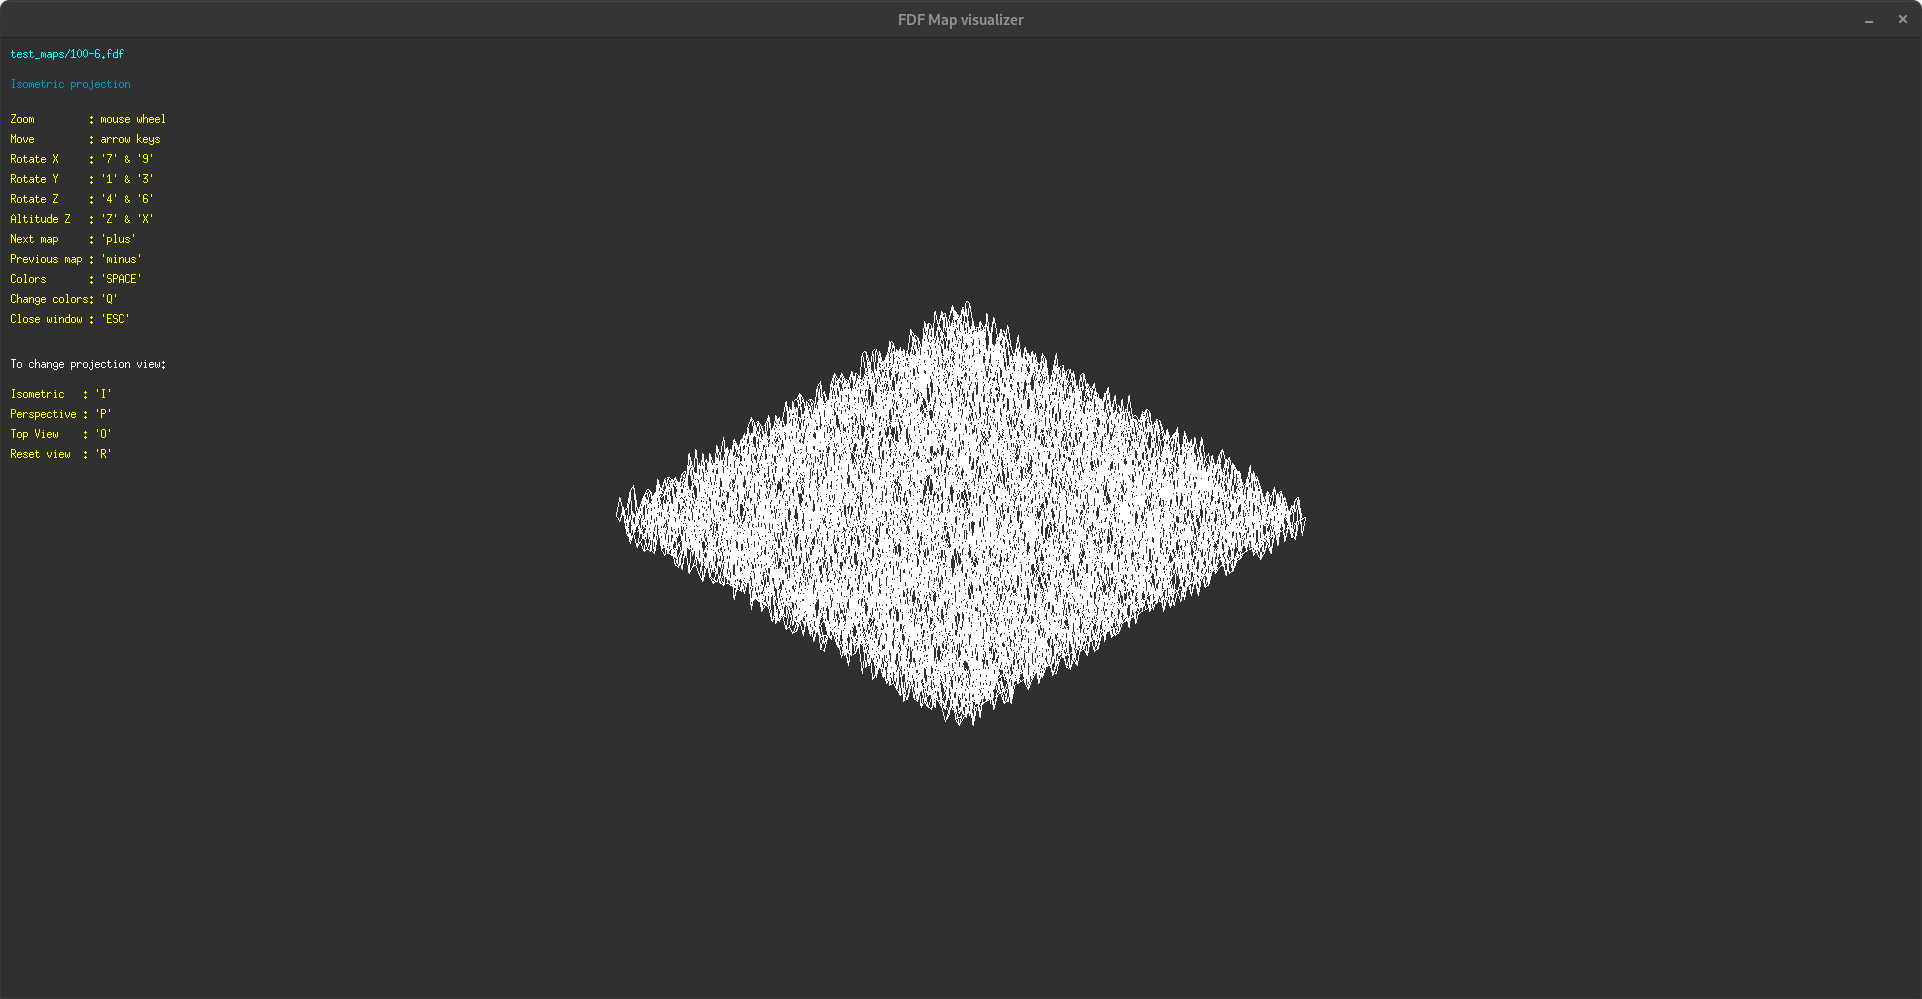 FDF Map visualizer
test_maps/100-6.fdf
Isometric projection
Zoom : mouse wheel
Move : arrow keys
Rotate X : '7' & '9'
Rotate Y : '1' & '3'
Rotate Z : '4' & '6'
Altitude Z : 'Z' & 'X'
Next map : 'plus'
Previous map : 'minus'
Colors : 'SPACE'
Change colors: 'Q'
Close window : 'ESC'
To change projection view:
Isometric : 'I'
Perspective : 'P'
Top View : 'O'
Reset view : 'R'